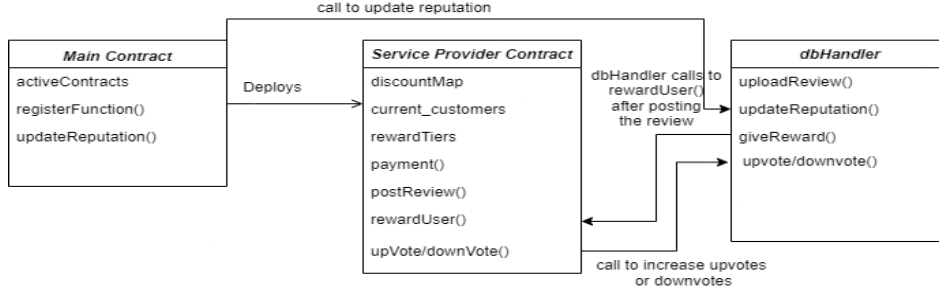 call to update reputation
Main Contract
activeContracts
registerFunction()
updateReputation()
Deploys
Service Provider Contract
discountMap
current_customers
rewardTiers
payment()
postReview()
rewardUser()
upVote/downVote()
dbHandler calls to
rewardUser()
after posting
the review
dbHandler
uploadReview()
updateReputation()
giveReward()
upvote/downvote()
call to increase upvotes
or downvotes